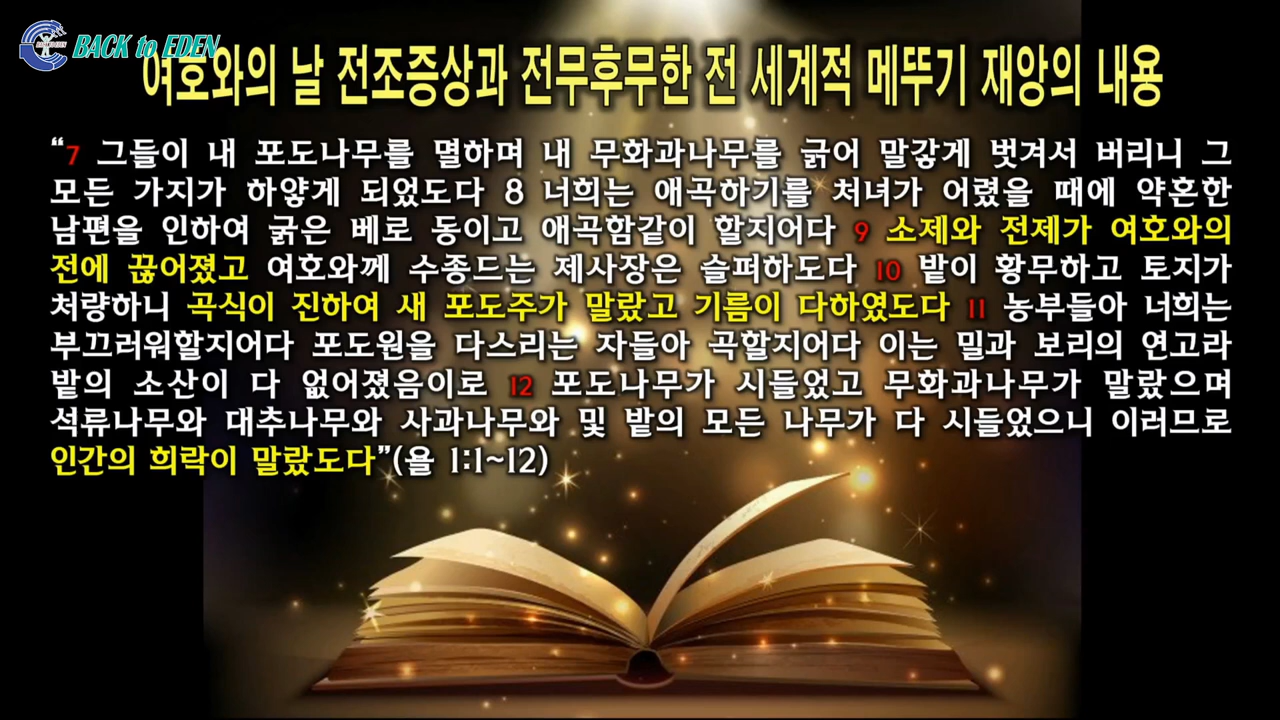 BACK to EDEN
여호와의 날 전조증상과 전무후무한 전 세계적 메뚜기 재앙의 내용
“7 그들이 내 포도나무를 멸하며 내 무화과나무를 긁어 말갛게 벗겨서 버리니 그
모든 가지가 하얗게 되었도다 8 너희는 애곡하기를 처녀가 어렸을 때에 약혼한
남편을 인하여 굵은 베로 동이고 애곡함같이 할지어다 9 소제와 전제가 여호와의
전에 끊어졌고 여호와께 수종드는 제사장은 슬퍼하도다 10 밭이 황무하고 토지가
처량하니 곡식이 진하여 새 포도주가 말랐고 기름이 다하였도다 11 농부들아 너희는
부끄러워할지어다 포도원을 다스리는 자들아 곡할지어다 이는 밀과 보리의 연고라
밭의 소산이 다 없어졌음이로 12 포도나무가 시들었고 무화과나무가 말랐으며
석류나무와 대추나무와 사과나무와 및 밭의 모든 나무가 다 시들었으니 이러므로
인간의 희락이 말랐도다”(욜 1:1~12)